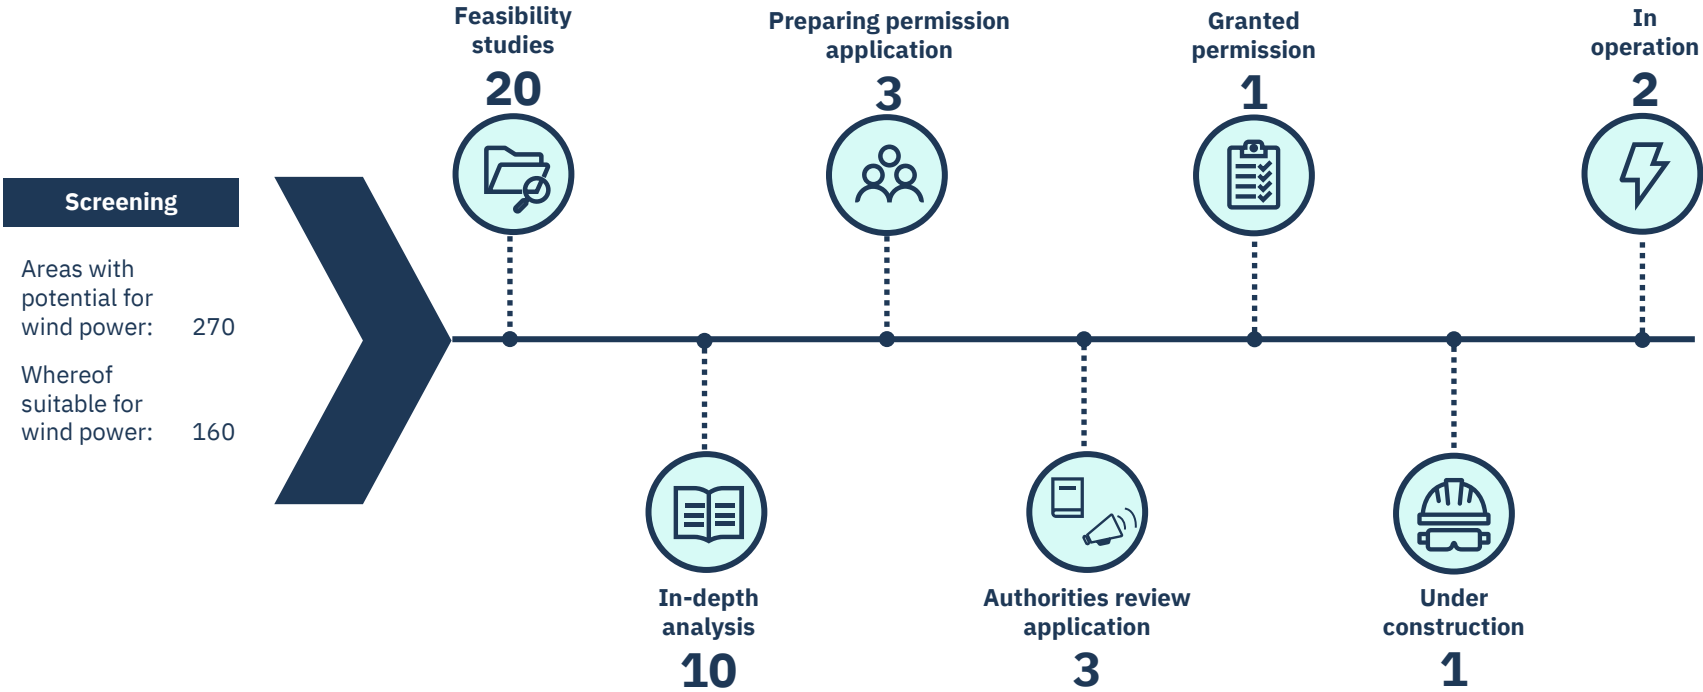 Screening
Areas with
potential for
wind power: 270
Whereof
suitable for
wind power: 160
Feasibility
studies
20
In-depth
analysis
10
Preparing permission
application
3
Authorities review
application
3
Granted
permission
1
Under
construction
1
In
operation
2